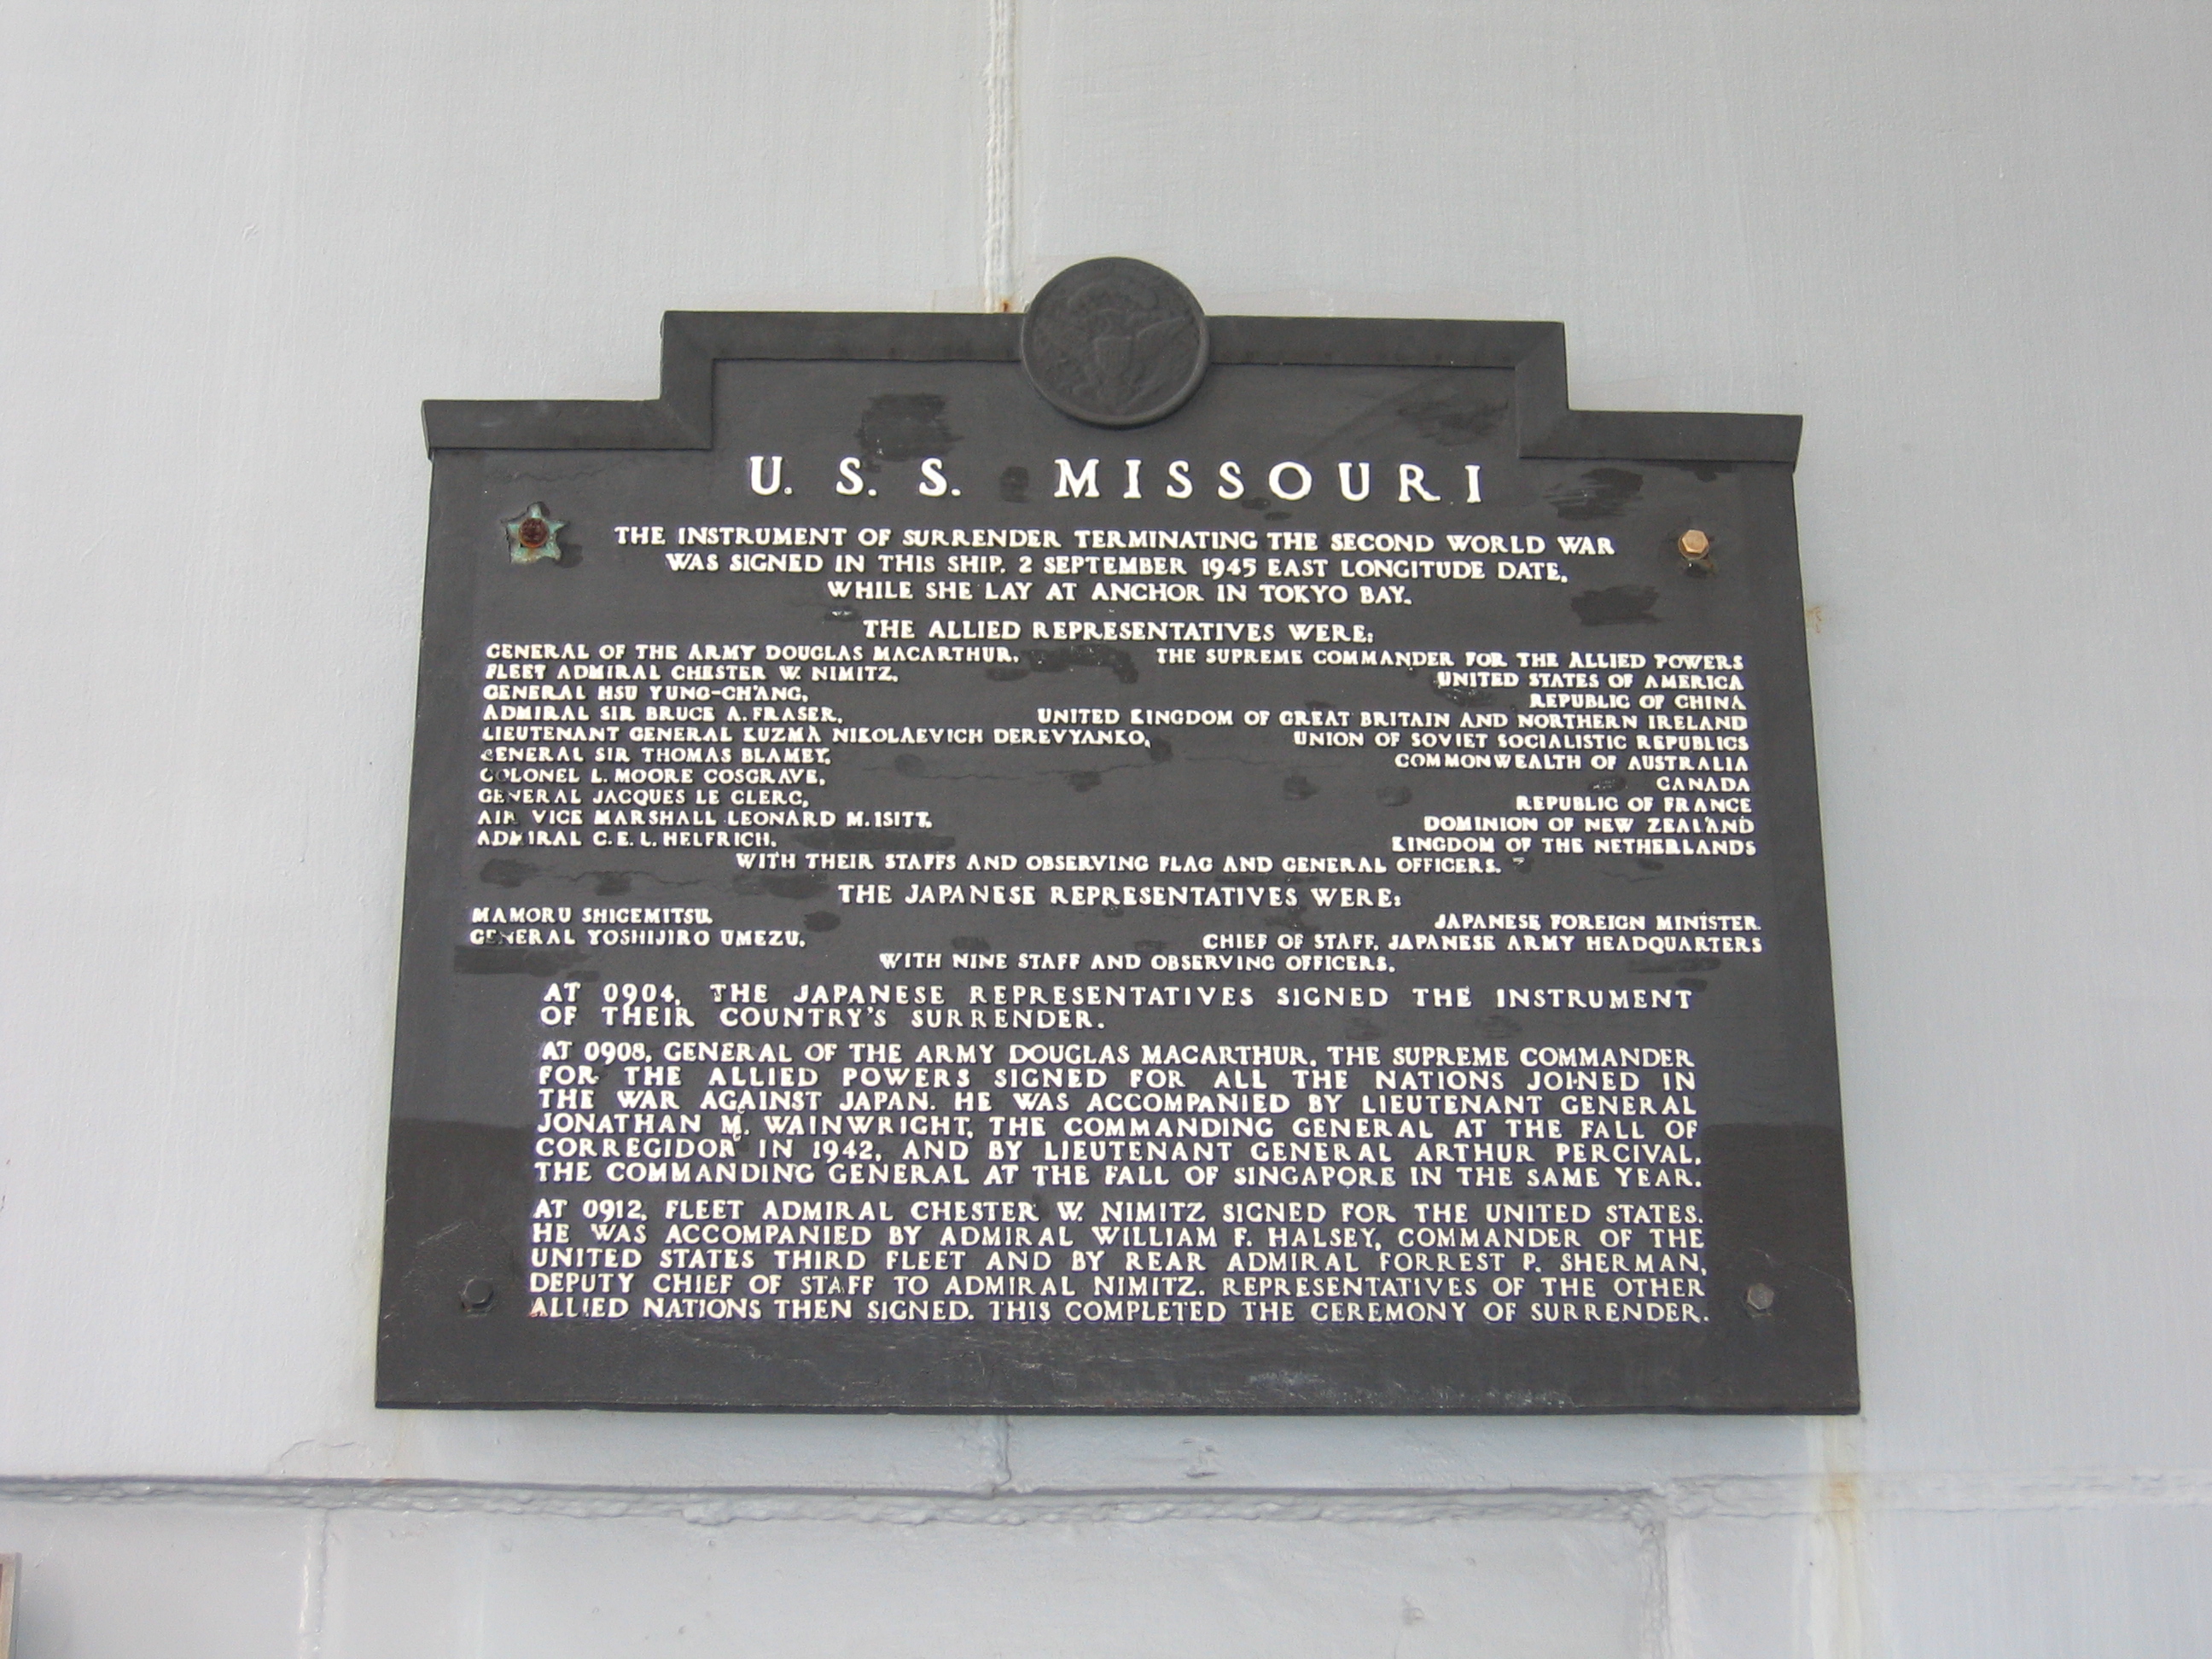 U. S. S. MISSOURI
THE INSTRUMENT OF SURRENDER TERMINATING THE SECOND WORLD WAR
WAS SIGNED IN THIS SHIP, 2 SEPTEMBER 1945 EAST LONGITUDE DATE,
WHILE SHE LAY AT ANCHOR IN TOKYO BAY.
THE ALLIED REPRESENTATIVES WERE:
GENERAL OF THE ARMY DOUGLAS MACARTHUR, THE SUPREME COMMANDER FOR THE ALLIED POWERS
FLEET ADMIRAL CHESTER W. NIMITZ, UNITED STATES OF AMERICA
GENERAL HSU YUNG-CH'ANG, REPUBLIC OF CHINA
ADMIRAL SIR BRUCE A. FRASER, UNITED KINGDOM OF GREAT BRITAIN AND NORTHERN IRELAND
LIEUTENANT GENERAL KUZMA NIKOLAEVICH DEREVYANKO, UNION OF SOVIET SOCIALISTIC REPUBLICS
GENERAL SIR THOMAS BLAMEY, COMMONWEALTH OF AUSTRALIA
COLONEL L. MOORE COSGRAVE, CANADA
GENERAL JACQUES LE CLERC, REPUBLIC OF FRANCE
AIR VICE MARSHALL LEONARD M. ISITT, DOMINION OF NEW ZEALAND
ADMIRAL C. E. L. HELFRICH, KINGDOM OF THE NETHERLANDS
WITH THEIR STAFFS AND OBSERVING FLAG AND GENERAL OFFICERS.
THE JAPANESE REPRESENTATIVES WERE:
MAMORU SHIGEMITSU, JAPANESE FOREIGN MINISTER.
GENERAL YOSHIJIRO UMEZU, CHIEF OF STAFF, JAPANESE ARMY HEADQUARTERS
WITH NINE STAFF AND OBSERVING OFFICERS.
AT 0904, THE JAPANESE REPRESENTATIVES SIGNED THE INSTRUMENT
OF THEIR COUNTRY'S SURRENDER.
AT 0908, GENERAL OF THE ARMY DOUGLAS MACARTHUR, THE SUPREME COMMANDER
FOR THE ALLIED POWERS SIGNED FOR ALL THE NATIONS JOINED IN
THE WAR AGAINST JAPAN. HE WAS ACCOMPANIED BY LIEUTENANT GENERAL
JONATHAN M. WAINWRIGHT, THE COMMANDING GENERAL AT THE FALL OF
CORREGIDOR IN 1942, AND BY LIEUTENANT GENERAL ARTHUR PERCIVAL,
THE COMMANDING GENERAL AT THE FALL OF SINGAPORE IN THE SAME YEAR.
AT 0912, FLEET ADMIRAL CHESTER W. NIMITZ SIGNED FOR THE UNITED STATES.
HE WAS ACCOMPANIED BY ADMIRAL WILLIAM F. HALSEY, COMMANDER OF THE
UNITED STATES THIRD FLEET AND BY REAR ADMIRAL FORREST P. SHERMAN,
DEPUTY CHIEF OF STAFF TO ADMIRAL NIMITZ. REPRESENTATIVES OF THE OTHER
ALLIED NATIONS THEN SIGNED. THIS COMPLETED THE CEREMONY OF SURRENDER.